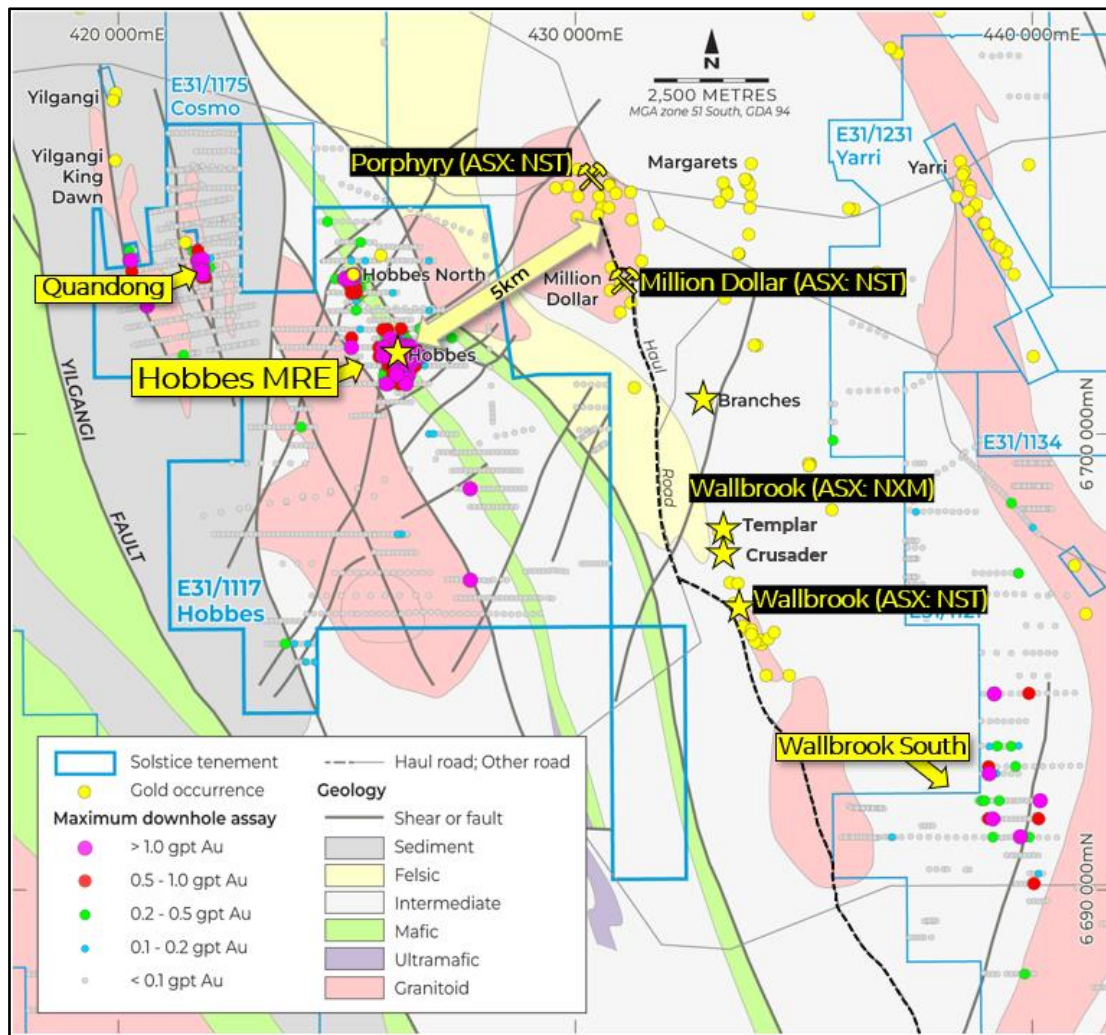 420 000mE
430 000mE
440 000mE
E31/1175
Cosmo
N
2,500 METRES
MGA zone 51 South, GDA 94
Yilgangi
Yilgangi
King
Dawn
E31/1231
Yarri
Porphyry (ASX: NST)
Margarets
Yarri
Quandong
Hobbes North
5km
Million
Dollar
Million Dollar (ASX: NST)
Hobbes
Hobbes MRE
Haul
Road
Branches
YILGANGI
FAULT
6 700 000mN
E31/1134
Wallbrook (ASX: NXM)
Templar
Crusader
E31/1117
Hobbes
Wallbrook (ASX: NST)
Wallbrook South
6 690 000mN
Solstice tenement
Gold occurrence
Maximum downhole assay
> 1.0 gpt Au
0.5 - 1.0 gpt Au
0.2 - 0.5 gpt Au
0.1 - 0.2 gpt Au
< 0.1 gpt Au
Haul road; Other road
Geology
Shear or fault
Sediment
Felsic
Intermediate
Mafic
Ultramafic
Granitoid